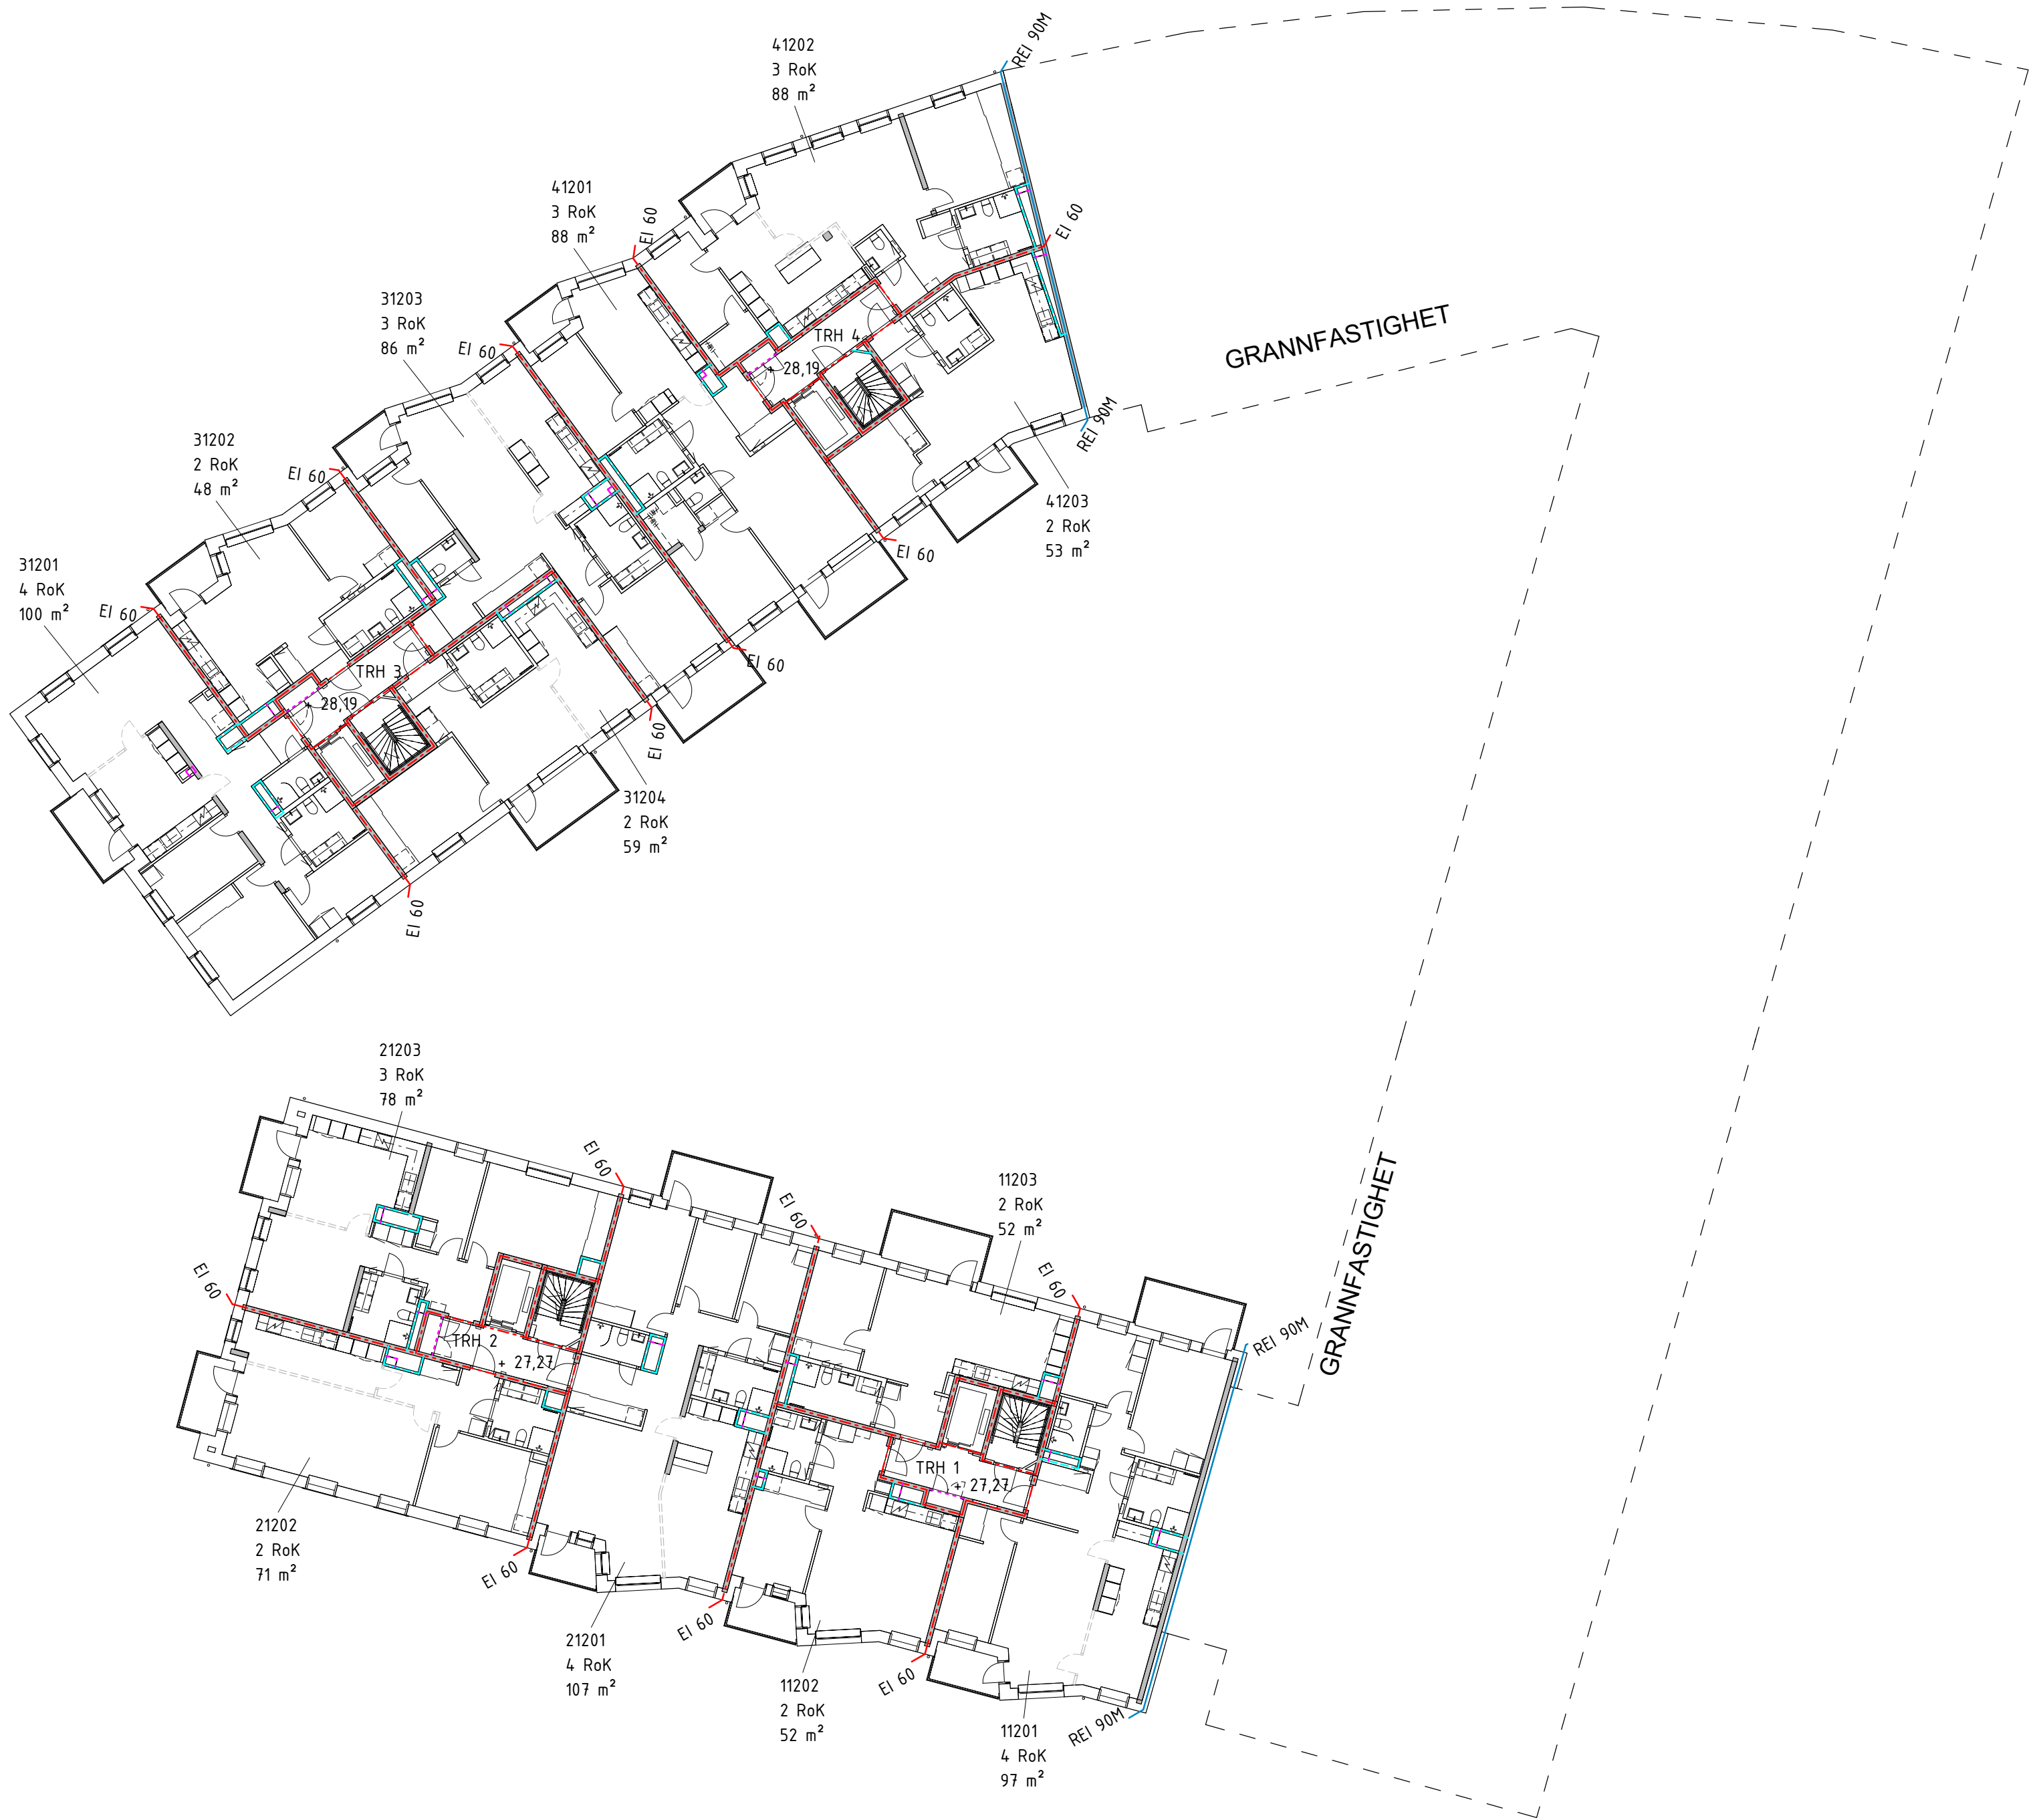 REI 90M
41202
3 RoK
88 m²
41201
3 RoK
88 m²
EI 60
EI 60
31203
3 RoK
86 m²
EI 60
GRANNFASTIGHET
TRH 4
28,19
REI 90M
31202
2 RoK
48 m²
EI 60
41203
2 RoK
53 m²
EI 60
31201
4 RoK
100 m²
EI 60
EI 60
TRH 3
+ 28,19
EI 60
31204
2 RoK
59 m²
EI 60
21203
3 RoK
78 m²
EI 60
GRANNFASTIGHET
11203
2 RoK
52 m²
EI 60
EI 60
EI 60
REI 90M
TRH 2
+ 27,27
TRH 1
+ 27,27
21202
2 RoK
71 m²
EI 60
21201
4 RoK
107 m²
EI 60
11202
2 RoK
52 m²
EI 60
11201
4 RoK
97 m²
REI 90M